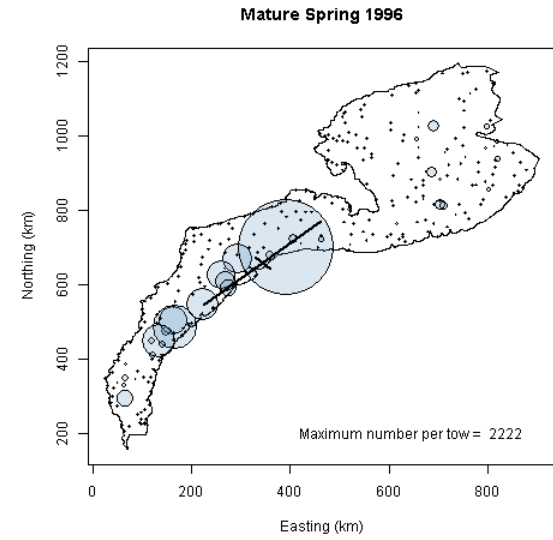 Mature Spring 1996
1200
1000
800
600
400
200
Northing (km)
Maximum number per tow = 2222
0 200 400 600 800
Easting (km)